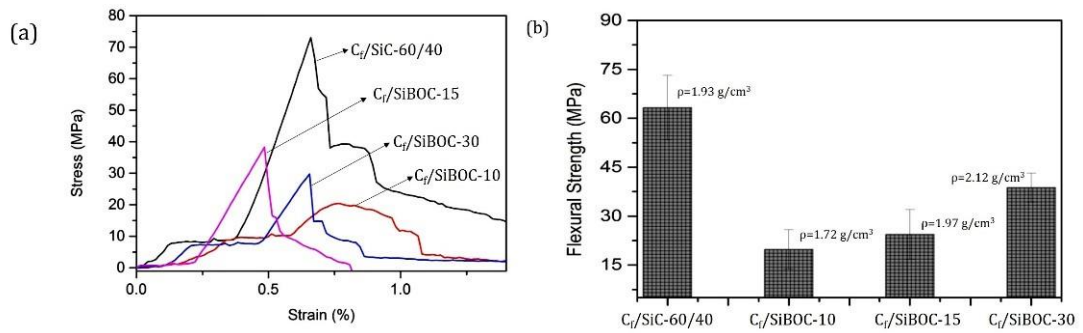 (a)
80
70
60
50
40
30
20
10
0
Stress (MPa)
0.0
0.5
1.0
Strain (%)
Cf/SiC-60/40
Cf/SiBOC-15
Cf/SiBOC-30
Cf/SiBOC-10
(b)
90
75
60
45
30
15
Flexural Strength (MPa)
ρ=1.93 g/cm³
ρ=1.72 g/cm³
ρ=1.97 g/cm³
ρ=2.12 g/cm³
Cf/SiC-60/40 Cf/SiBOC-10 Cf/SiBOC-15 Cf/SiBOC-30